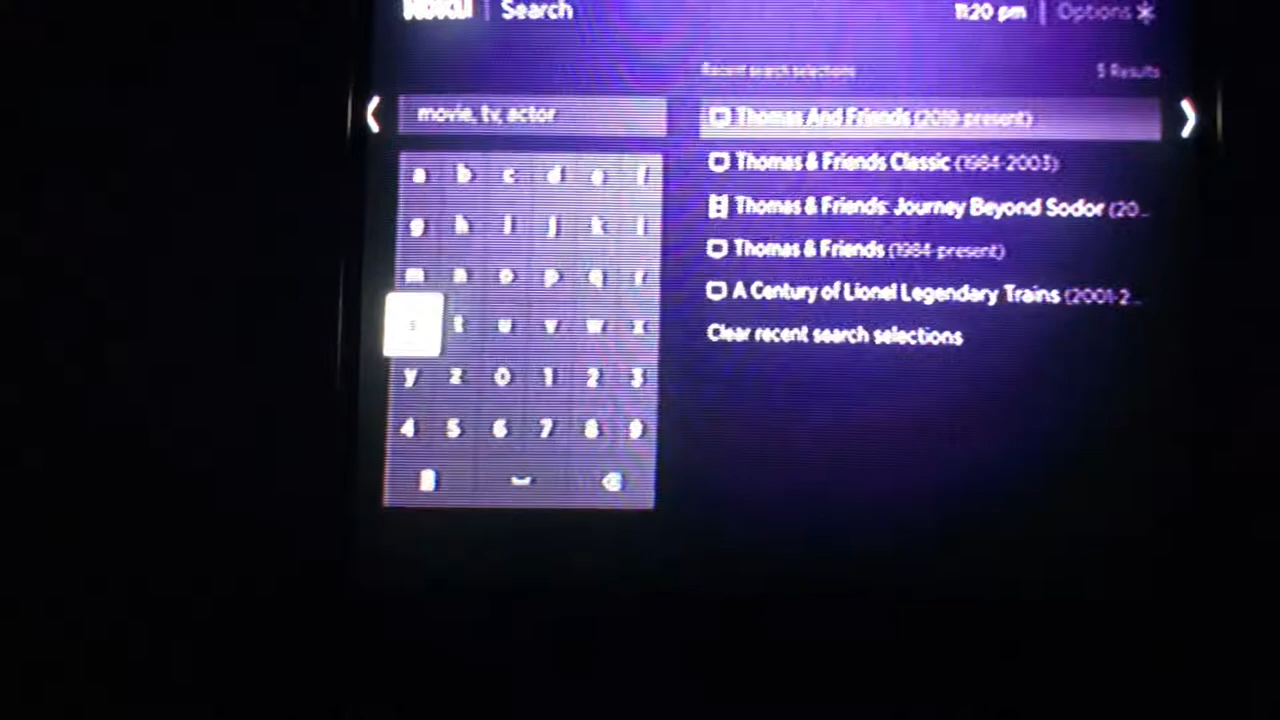 Roku | Search
11:20 pm | Options
Recent search selections
5 Results
movie, tv, actor
a b c d e f
g h i j k l
m n o p q r
s t u v w x
y z 0 1 2 3
4 5 6 7 8 9
Thomas And Friends (2019-present)
Thomas & Friends Classic (1984-2003)
Thomas & Friends: Journey Beyond Sodor (20...
Thomas & Friends (1984-present)
A Century of Lionel Legendary Trains (2001-2...
Clear recent search selections